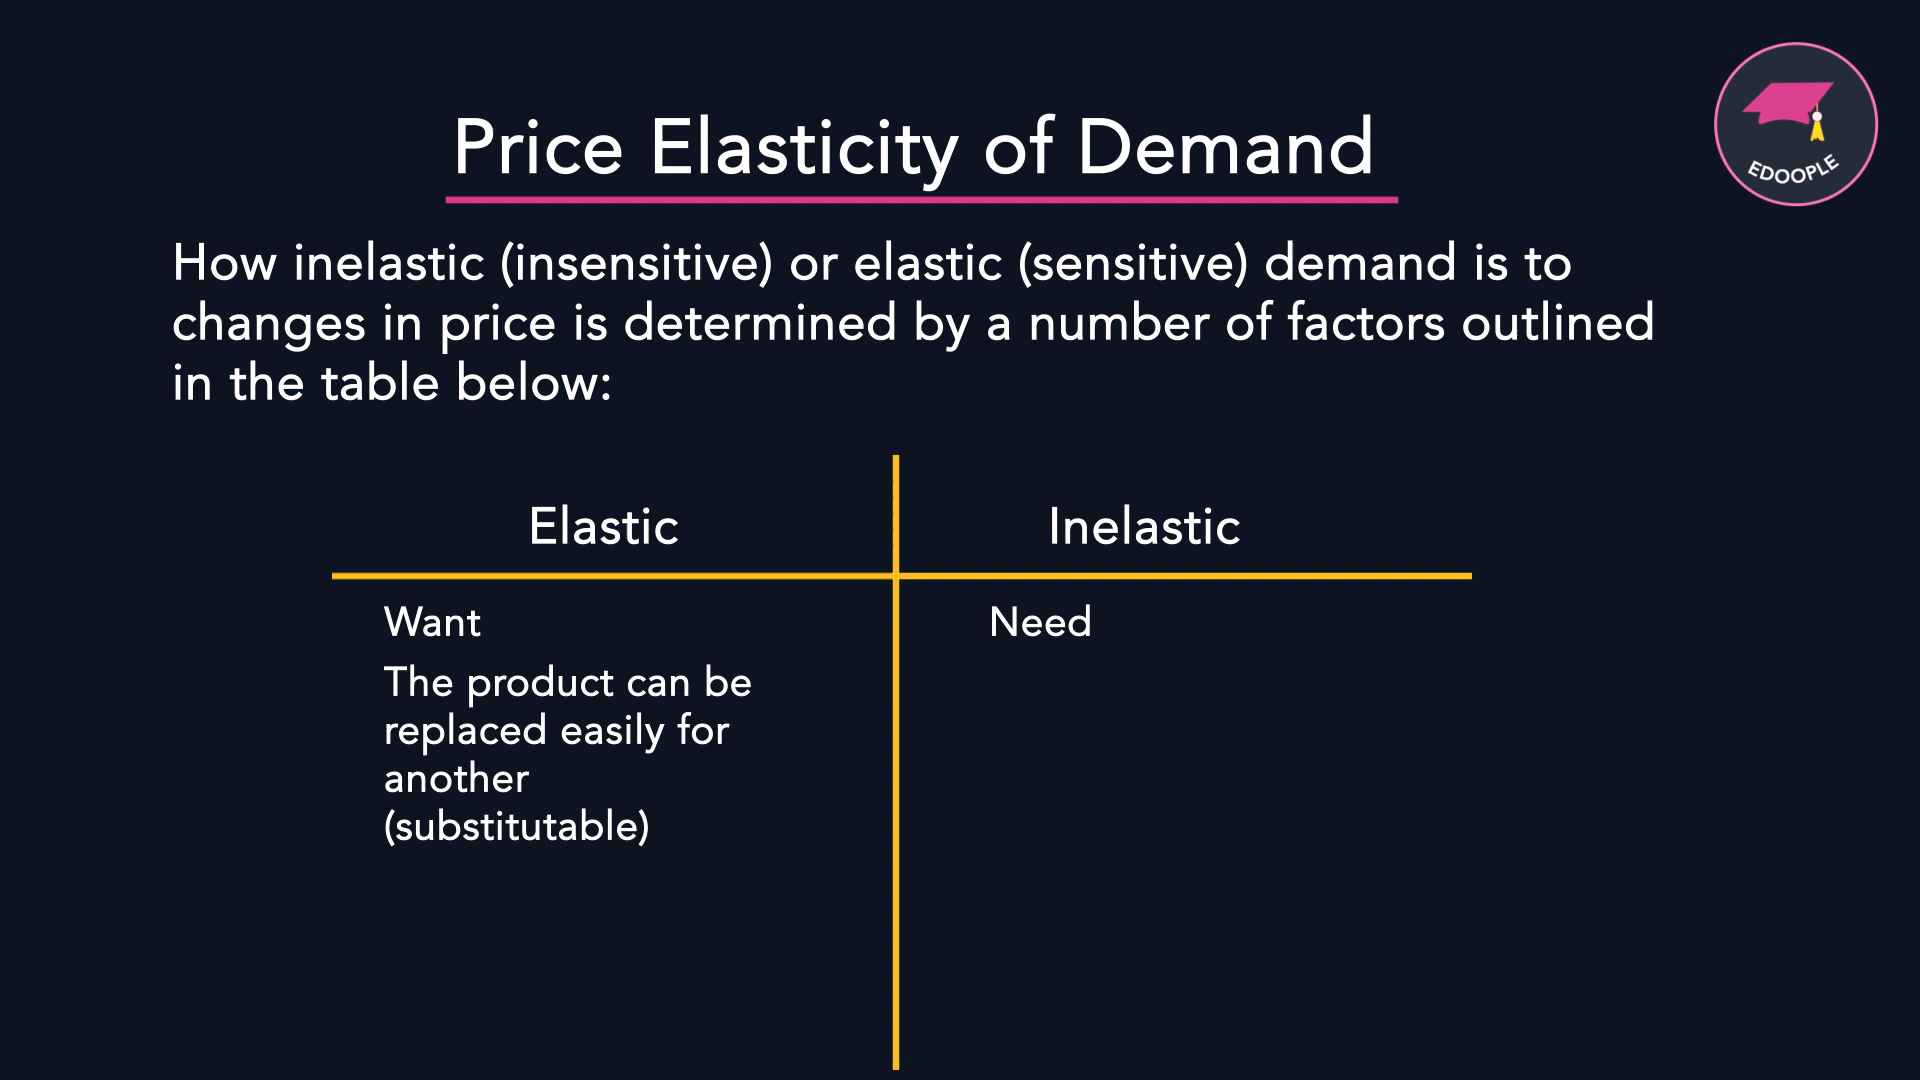 Price Elasticity of Demand
EDOOPLE
How inelastic (insensitive) or elastic (sensitive) demand is to
changes in price is determined by a number of factors outlined
in the table below:
Elastic
Inelastic
Want
Need
The product can be
replaced easily for
another
(substitutable)